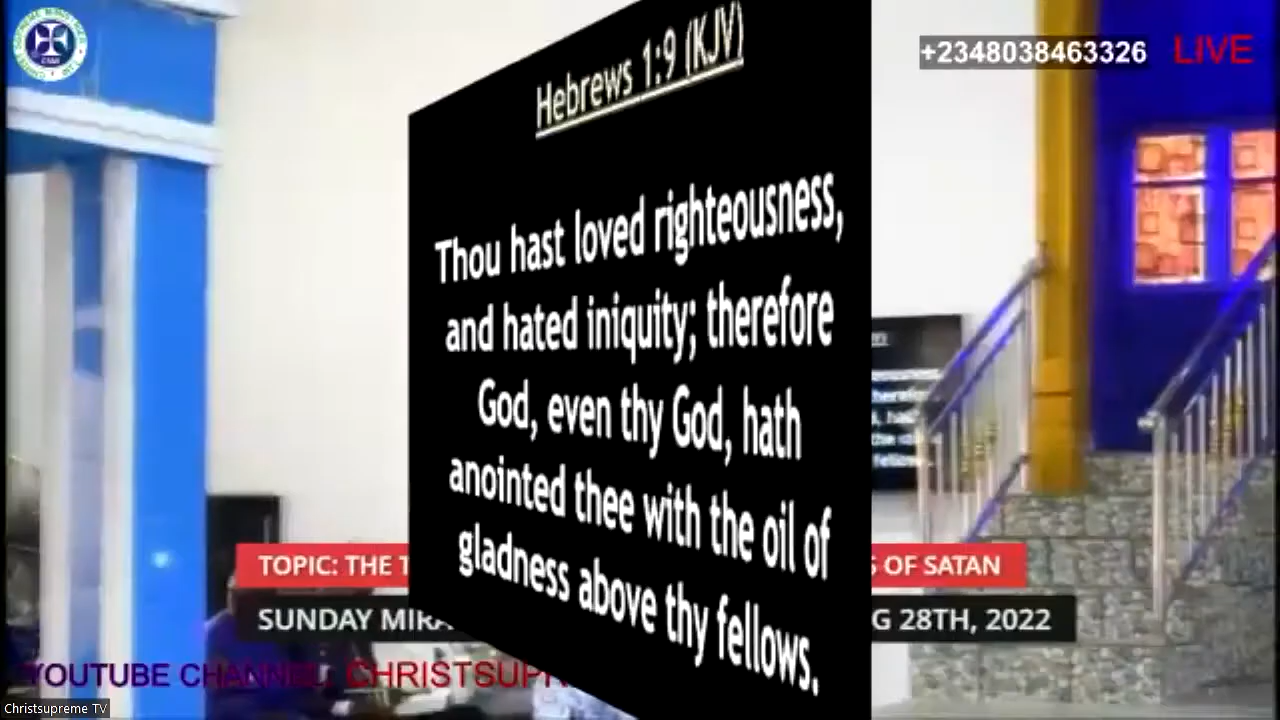 +2348038463326 LIVE
Hebrews 1:9 (KJV)
Thou hast loved righteousness,
and hated iniquity; therefore
God, even thy God, hath
anointed thee with the oil of
gladness above thy fellows.
TOPIC: THE
OF SATAN
SUNDAY
28TH, 2022
YOUTUBE CHANNEL:
Christsupreme TV